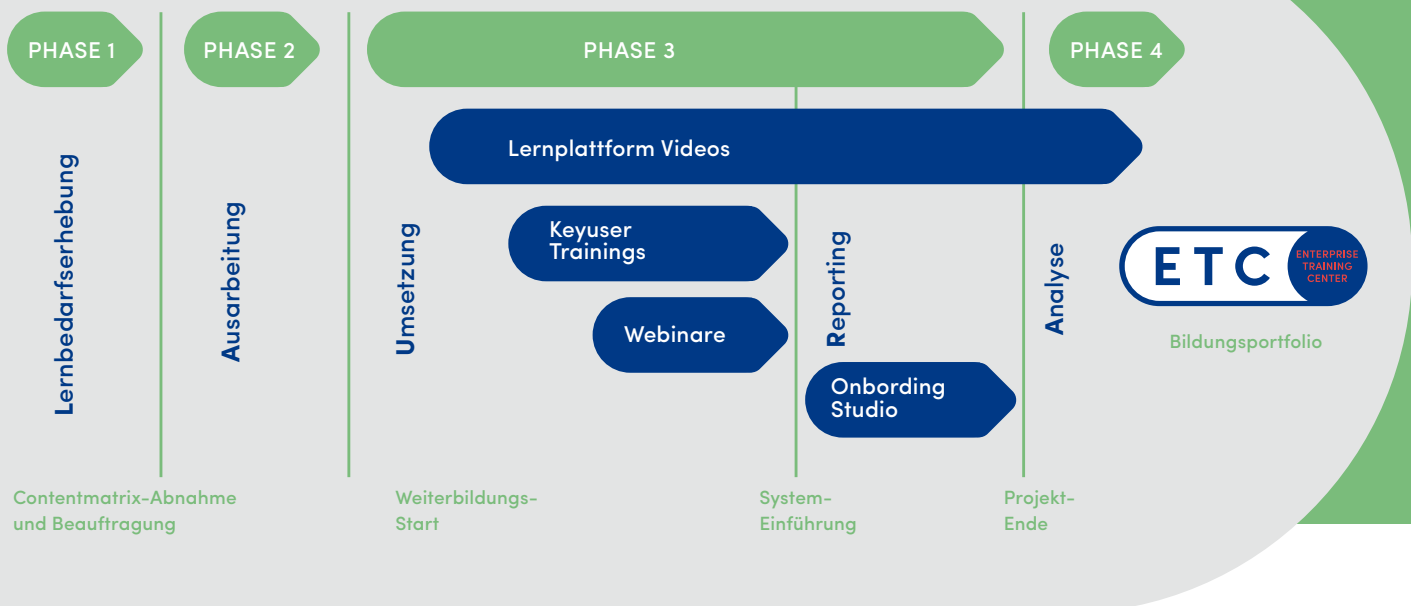 PHASE 1
PHASE 2
PHASE 3
PHASE 4
Lernplattform Videos
Lernbedarfserhebung
Ausarbeitung
Umsetzung
Keyuser
Trainings
Webinare
Reporting
Onbording
Studio
Analyse
ETC
ENTERPRISE
TRAINING
CENTER
Bildungsportfolio
Contentmatrix-Abnahme
und Beauftragung
Weiterbildungs-
Start
System-
Einführung
Projekt-
Ende